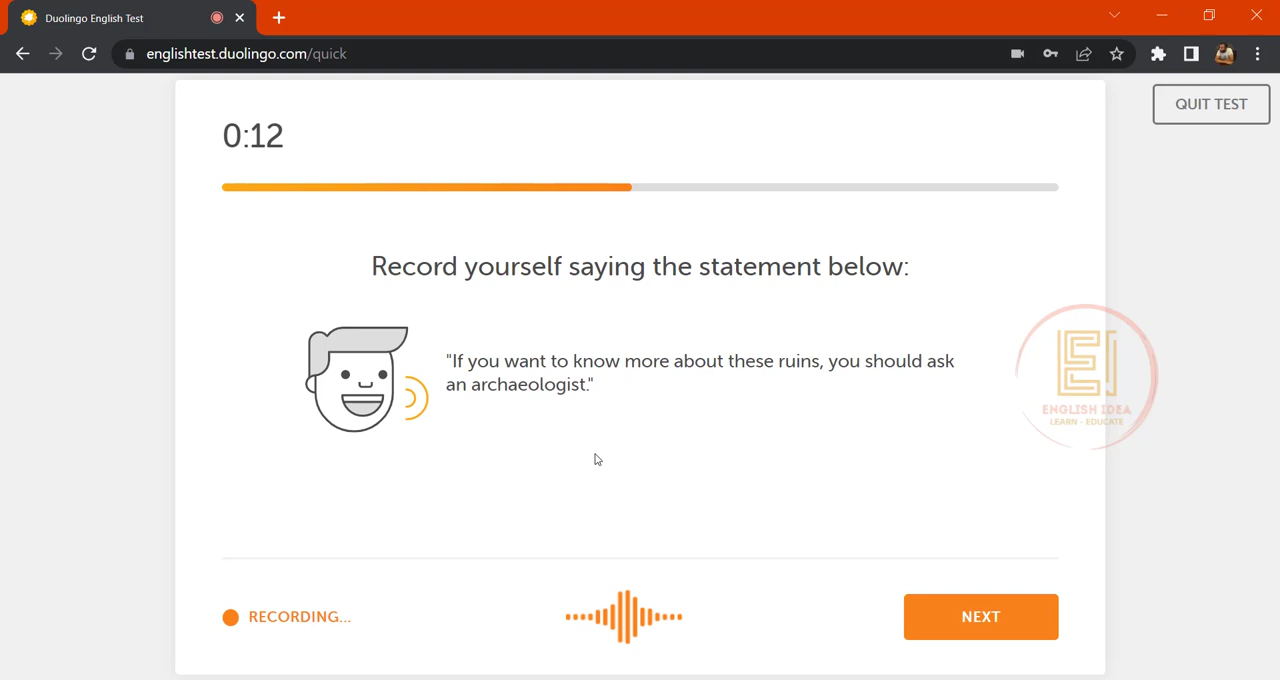 Duolingo English Test
englishtest.duolingo.com/quick
QUIT TEST
0:12
Record yourself saying the statement below:
"If you want to know more about these ruins, you should ask
an archaeologist."
EI
ENGLISH IDEA
LEARN - EDUCATE
RECORDING...
NEXT